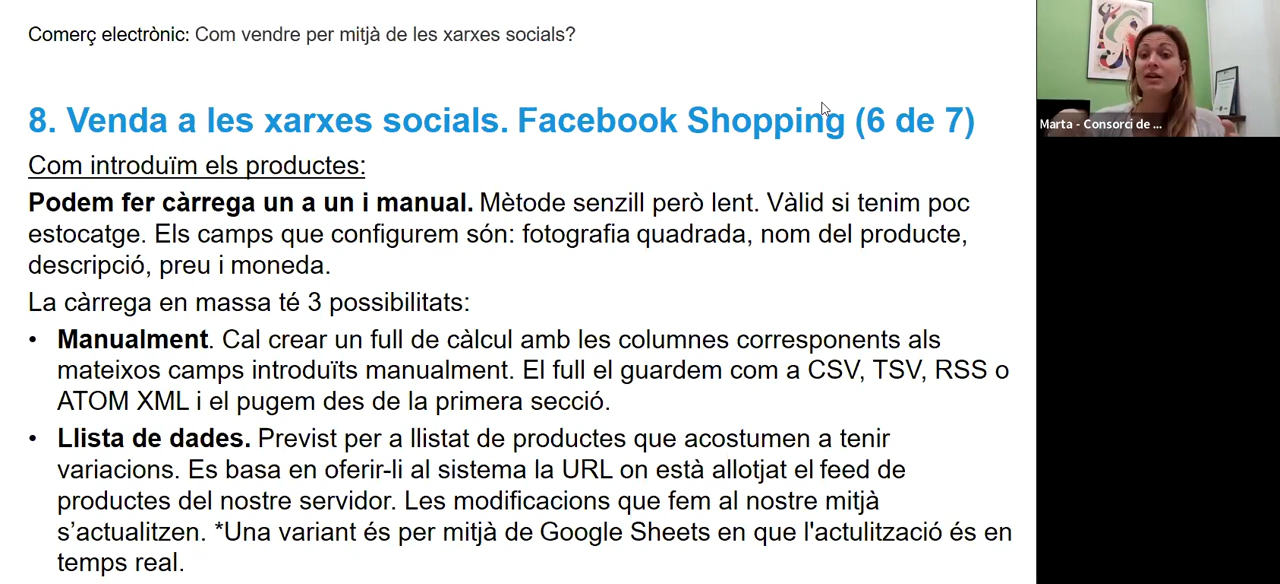 Comerç electrònic: Com vendre per mitjà de les xarxes socials?
8. Venda a les xarxes socials. Facebook Shopping (6 de 7)
Com introduïm els productes:
Podem fer càrrega un a un i manual. Mètode senzill però lent. Vàlid si tenim poc
estocatge. Els camps que configurem són: fotografia quadrada, nom del producte,
descripció, preu i moneda.
La càrrega en massa té 3 possibilitats:
• Manualment. Cal crear un full de càlcul amb les columnes corresponents als
mateixos camps introduïts manualment. El full el guardem com a CSV, TSV, RSS o
ATOM XML i el pugem des de la primera secció.
• Llista de dades. Previst per a llistat de productes que acostumen a tenir
variacions. Es basa en oferir-li al sistema la URL on està allotjat el feed de
productes del nostre servidor. Les modificacions que fem al nostre mitjà
s’actualitzen. *Una variant és per mitjà de Google Sheets en que l'actulització és en
temps real.
Marta - Consorci de ...